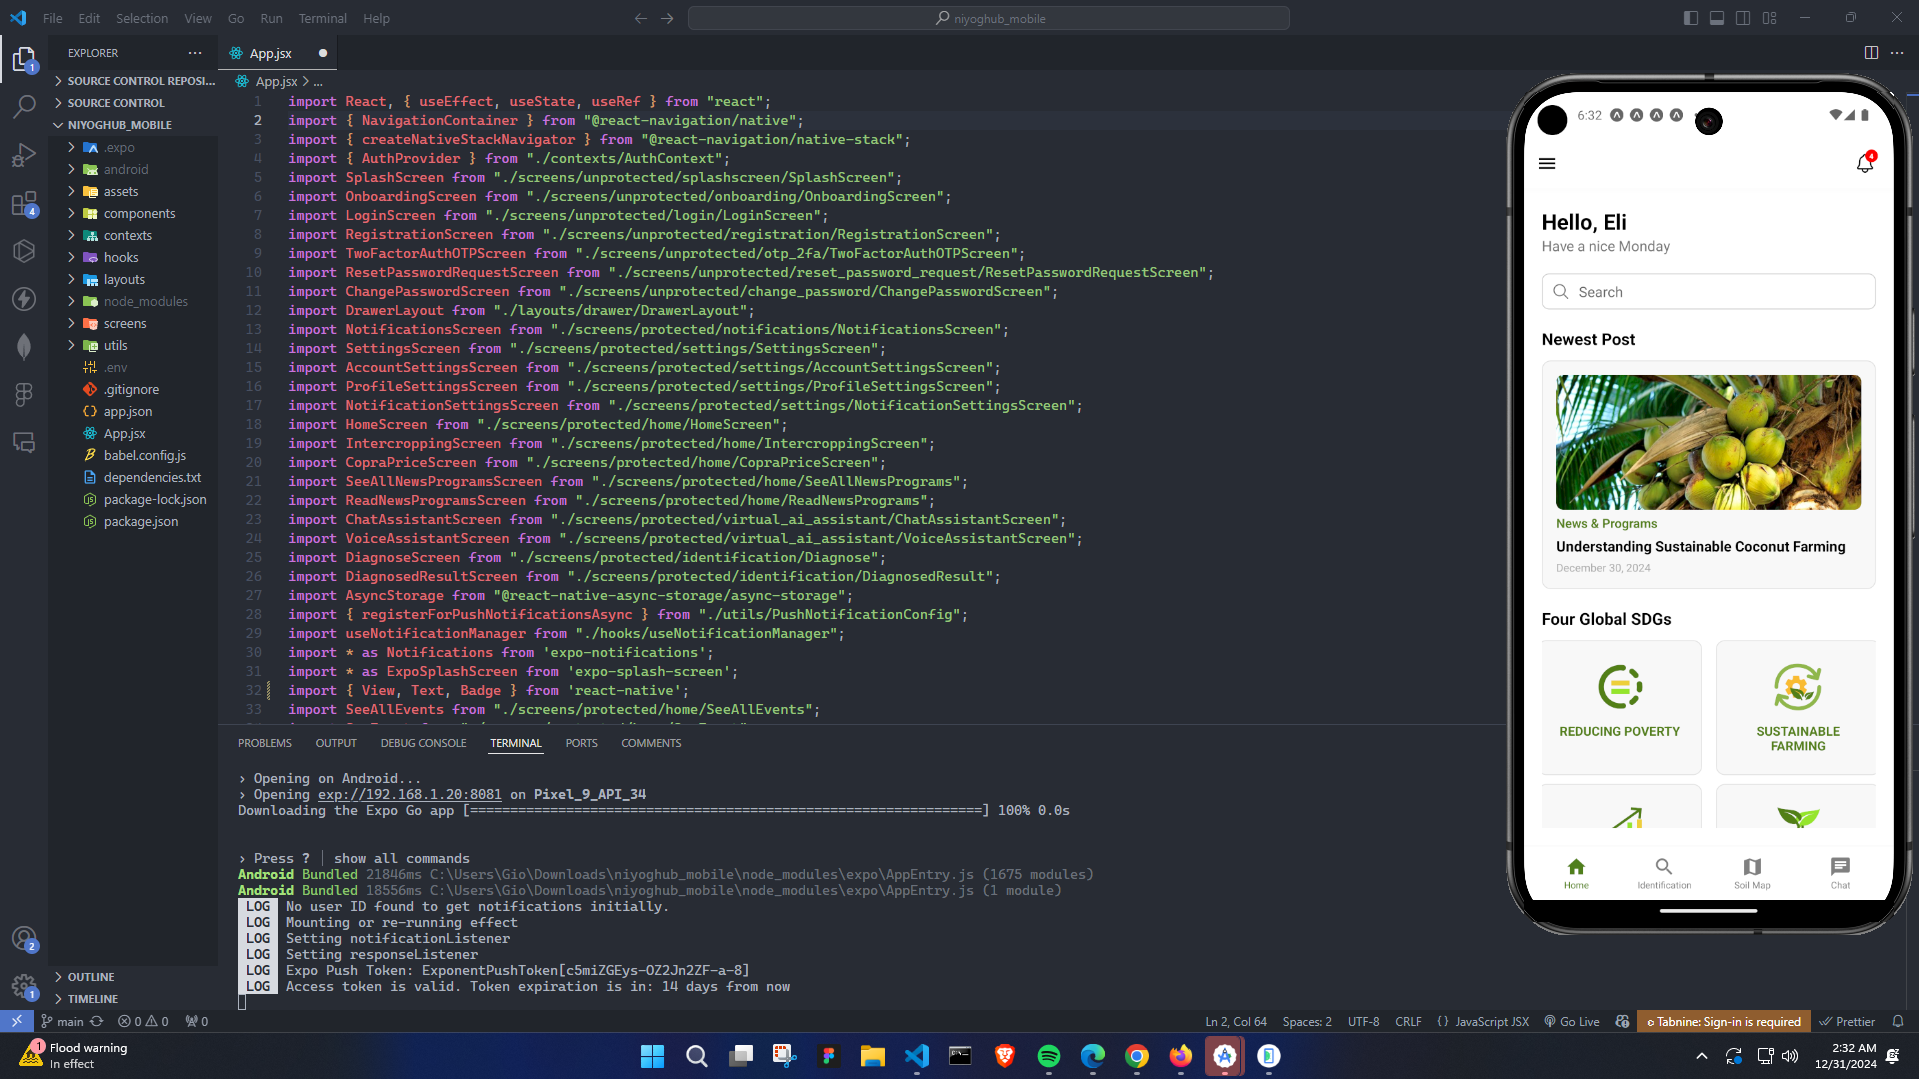 File Edit Selection View Go Run Terminal Help
niyoghub_mobile
EXPLORER
SOURCE CONTROL REPOSI...
SOURCE CONTROL
NIYOGHUB_MOBILE
.expo
android
assets
components
contexts
hooks
layouts
node_modules
screens
utils
.env
.gitignore
app.json
App.jsx
babel.config.js
dependencies.txt
package-lock.json
package.json
OUTLINE
TIMELINE
1
4
2
1
App.jsx
App.jsx > ...
1 import React, { useEffect, useState, useRef } from "react";
2 import { NavigationContainer } from "@react-navigation/native";
3 import { createNativeStackNavigator } from "@react-navigation/native-stack";
4 import { AuthProvider } from "./contexts/AuthContext";
5 import SplashScreen from "./screens/unprotected/splashscreen/SplashScreen";
6 import OnboardingScreen from "./screens/unprotected/onboarding/OnboardingScreen";
7 import LoginScreen from "./screens/unprotected/login/LoginScreen";
8 import RegistrationScreen from "./screens/unprotected/registration/RegistrationScreen";
9 import TwoFactorAuthOTPScreen from "./screens/unprotected/otp_2fa/TwoFactorAuthOTPScreen";
10 import ResetPasswordRequestScreen from "./screens/unprotected/reset_password_request/ResetPasswordRequestScreen";
11 import ChangePasswordScreen from "./screens/unprotected/change_password/ChangePasswordScreen";
12 import DrawerLayout from "./layouts/drawer/DrawerLayout";
13 import NotificationsScreen from "./screens/protected/notifications/NotificationsScreen";
14 import SettingsScreen from "./screens/protected/settings/SettingsScreen";
15 import AccountSettingsScreen from "./screens/protected/settings/AccountSettingsScreen";
16 import ProfileSettingsScreen from "./screens/protected/settings/ProfileSettingsScreen";
17 import NotificationSettingsScreen from "./screens/protected/settings/NotificationSettingsScreen";
18 import HomeScreen from "./screens/protected/home/HomeScreen";
19 import IntercroppingScreen from "./screens/protected/home/IntercroppingScreen";
20 import CopraPriceScreen from "./screens/protected/home/CopraPriceScreen";
21 import SeeAllNewsProgramsScreen from "./screens/protected/home/SeeAllNewsPrograms";
22 import ReadNewsProgramsScreen from "./screens/protected/home/ReadNewsPrograms";
23 import ChatAssistantScreen from "./screens/protected/virtual_ai_assistant/ChatAssistantScreen";
24 import VoiceAssistantScreen from "./screens/protected/virtual_ai_assistant/VoiceAssistantScreen";
25 import DiagnoseScreen from "./screens/protected/identification/Diagnose";
26 import DiagnosedResultScreen from "./screens/protected/identification/DiagnosedResult";
27 import AsyncStorage from "@react-native-async-storage/async-storage";
28 import { registerForPushNotificationsAsync } from "./utils/PushNotificationConfig";
29 import useNotificationManager from "./hooks/useNotificationManager";
30 import * as Notifications from 'expo-notifications';
31 import * as ExpoSplashScreen from 'expo-splash-screen';
32 import { View, Text, Badge } from 'react-native';
33 import SeeAllEvents from "./screens/protected/home/SeeAllEvents";
PROBLEMS OUTPUT DEBUG CONSOLE TERMINAL PORTS COMMENTS
› Opening on Android...
› Opening exp://192.168.1.20:8081 on Pixel_9_API_34
Downloading the Expo Go app [================================================================] 100% 0.0s
› Press ? │ show all commands
Android Bundled 21846ms C:\Users\Gio\Downloads\niyoghub_mobile\node_modules\expo\AppEntry.js (1675 modules)
Android Bundled 18556ms C:\Users\Gio\Downloads\niyoghub_mobile\node_modules\expo\AppEntry.js (1 module)
LOG No user ID found to get notifications initially.
LOG Mounting or re-running effect
LOG Setting notificationListener
LOG Setting responseListener
LOG Expo Push Token: ExponentPushToken[c5miZGEys-OZ2Jn2ZF-a-8]
LOG Access token is valid. Token expiration is in: 14 days from now
6:32
4
Hello, Eli
Have a nice Monday
Search
Newest Post
News & Programs
Understanding Sustainable Coconut Farming
December 30, 2024
Four Global SDGs
REDUCING POVERTY
SUSTAINABLE
FARMING
Home Identification Soil Map Chat
main 0 0 0
Ln 2, Col 64 Spaces: 2 UTF-8 CRLF {} JavaScript JSX Go Live Tabnine: Sign-in is required Prettier
1
Flood warning
In effect
2:32 AM
12/31/2024